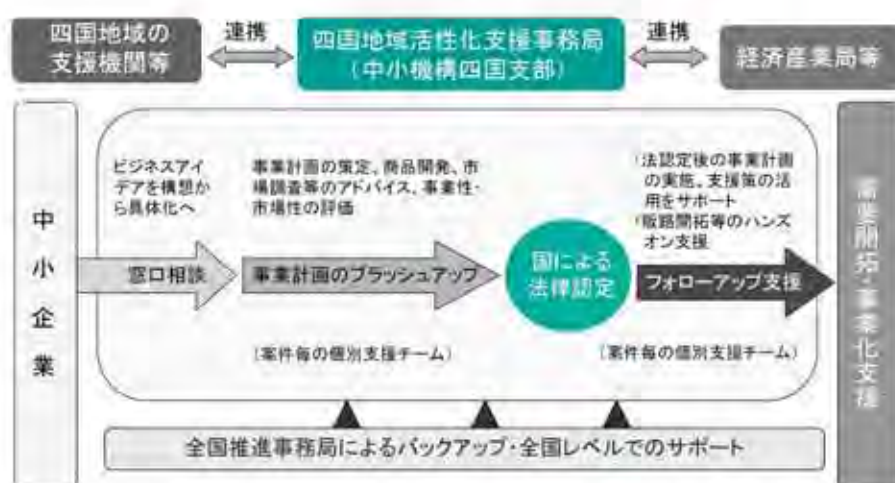 四国地域の
支援機関等
連携
四国地域活性化支援事務局
(中小機構四国支部)
連携
経済産業局等
中小企業
ビジネスアイ
デアを構想か
ら具体化へ
事業計画の策定、商品開発、市
場調査等のアドバイス、事業性・
市場性の評価
・法認定後の事業計画
の実施、支援策の活
用をサポート
・販路開拓等のハンズ
オン支援
窓口相談
事業計画のブラッシュアップ
国による
法律認定
フォローアップ支援
(案件毎の個別支援チーム)
(案件毎の個別支援チーム)
需要開拓・事業化支援
全国推進事務局によるバックアップ・全国レベルでのサポート